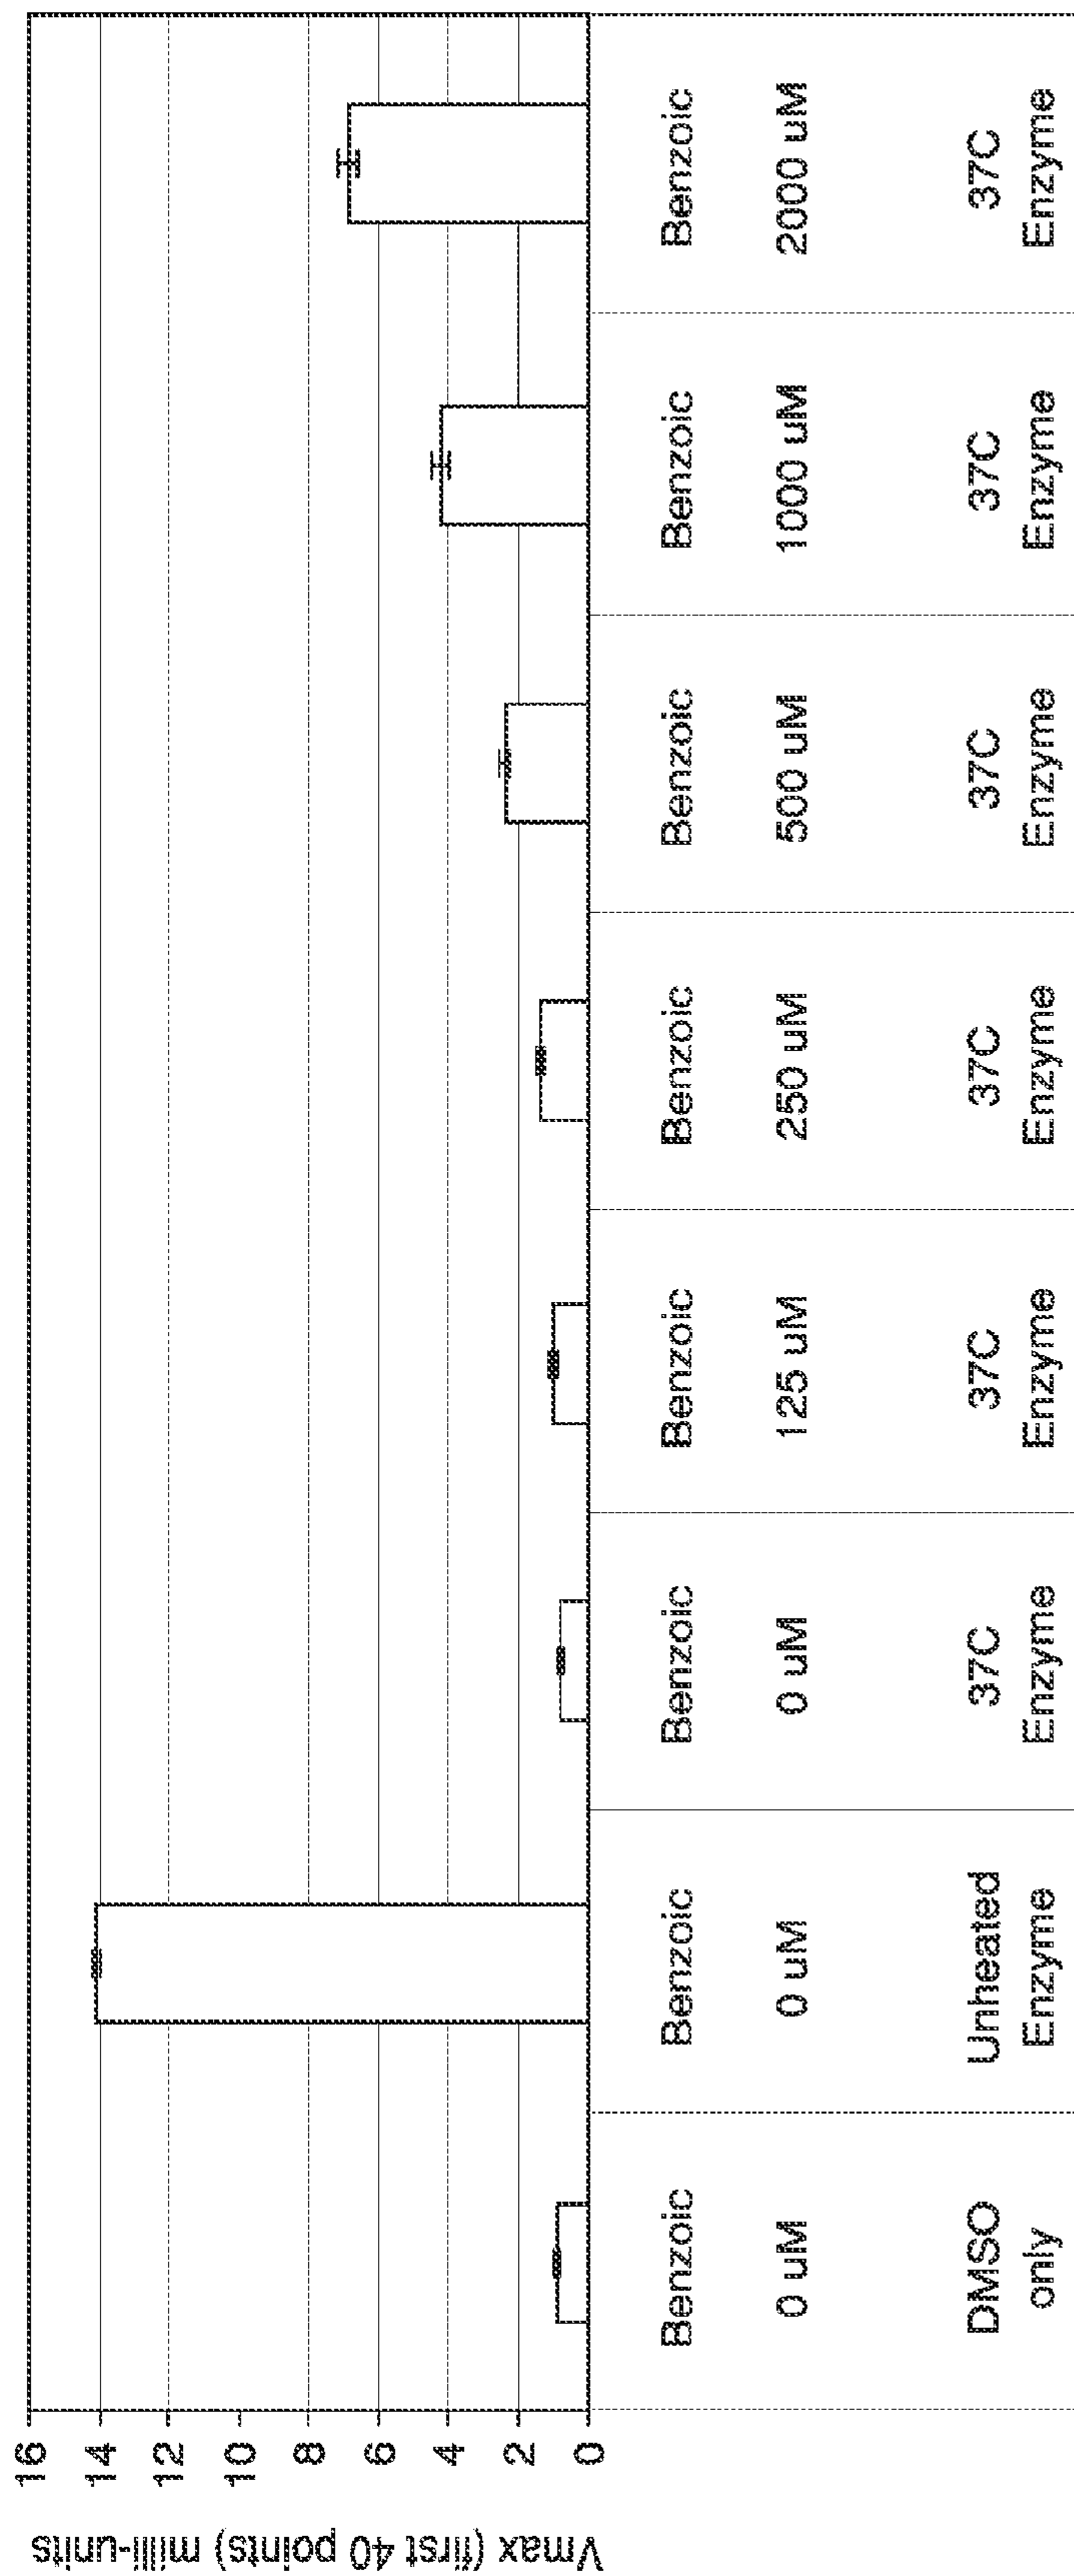 Vmax (first 40 points) milli-units
16
14
12
10
8
6
4
2
0
Benzoic
0 uM
DMSO
only
Benzoic
0 uM
Unheated
Enzyme
Benzoic
0 uM
37C
Enzyme
Benzoic
125 uM
37C
Enzyme
Benzoic
250 uM
37C
Enzyme
Benzoic
500 uM
37C
Enzyme
Benzoic
1000 uM
37C
Enzyme
Benzoic
2000 uM
37C
Enzyme